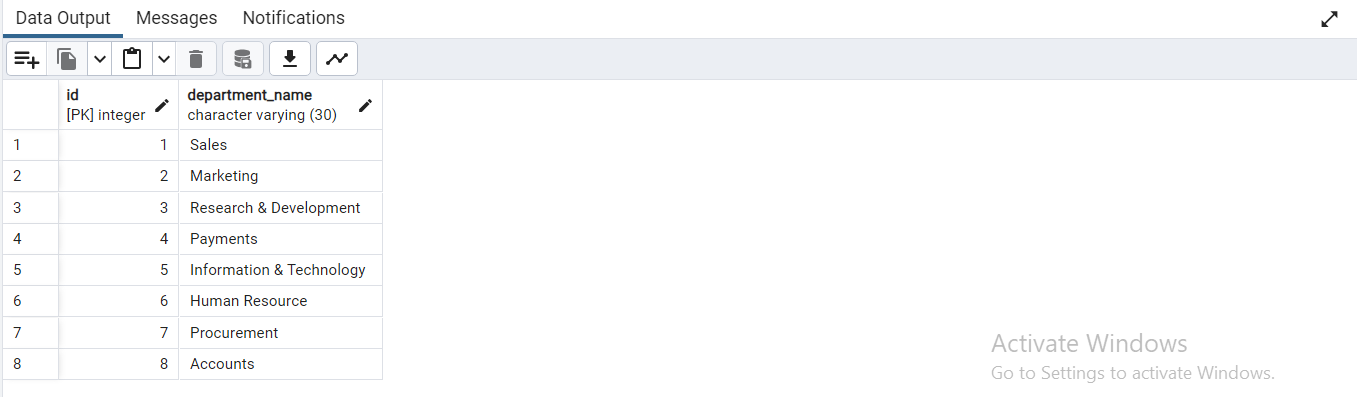 Data Output Messages Notifications
id department_name
[PK] integer character varying (30)
1 1 Sales
2 2 Marketing
3 3 Research & Development
4 4 Payments
5 5 Information & Technology
6 6 Human Resource
7 7 Procurement
8 8 Accounts
Activate Windows
Go to Settings to activate Windows.